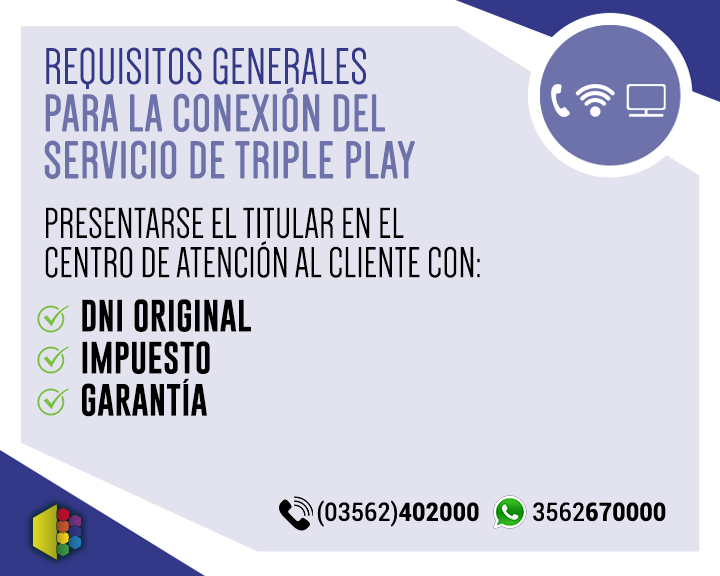 REQUISITOS GENERALES
PARA LA CONEXIÓN DEL
SERVICIO DE TRIPLE PLAY
PRESENTARSE EL TITULAR EN EL
CENTRO DE ATENCIÓN AL CLIENTE CON:
DNI ORIGINAL
IMPUESTO
GARANTÍA
(03562)402000 3562670000